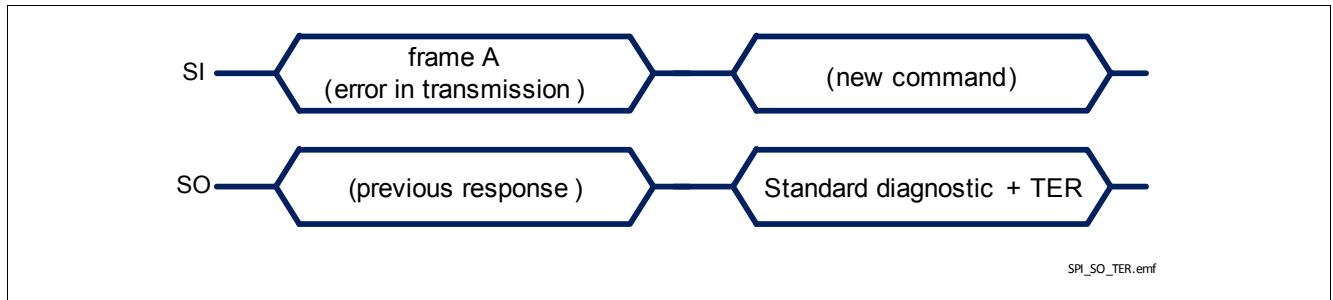 SI
frame A
(error in transmission )
(new command)
SO
(previous response )
Standard diagnostic + TER
SPI_SO_TER.emf